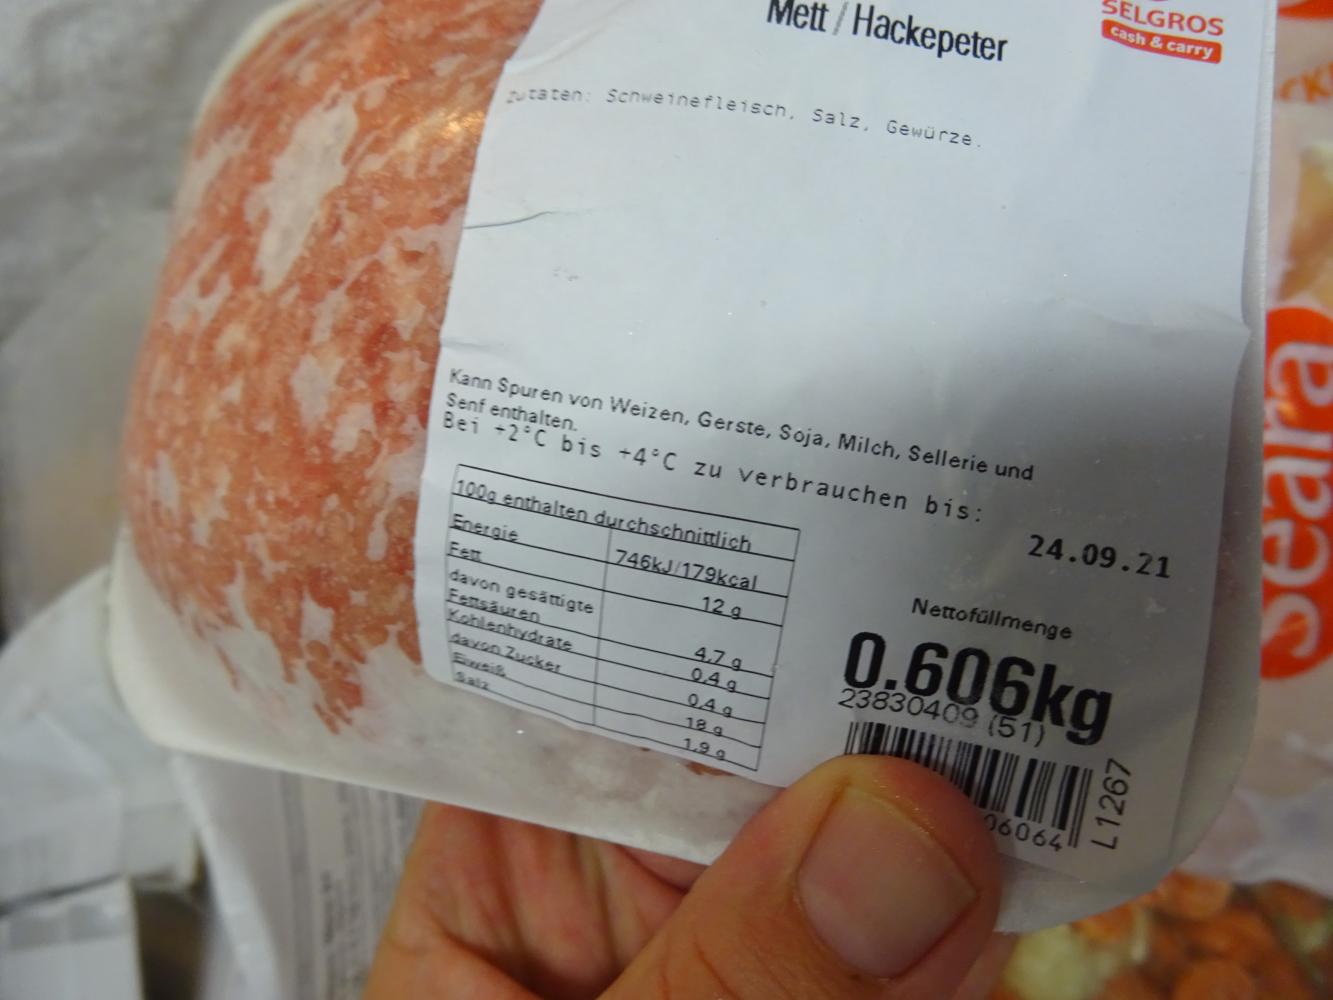 Mett / Hackepeter
SELGROS
cash & carry
Zutaten: Schweinefleisch, Salz, Gewürze.
Kann Spuren von Weizen, Gerste, Soja, Milch, Sellerie und
Senf enthalten.
Bei +2°C bis +4°C zu verbrauchen bis:
24.09.21
100g enthalten durchschnittlich
Energie 746kJ/179kcal
Fett 12 g
davon gesättigte
Fettsäuren 4,7 g
Kohlenhydrate 0,4 g
davon Zucker 0,4 g
Eiweiß 18 g
Salz 1,9 g
Nettofüllmenge
0.606kg
23830409 (51)
06064
L1267
seara